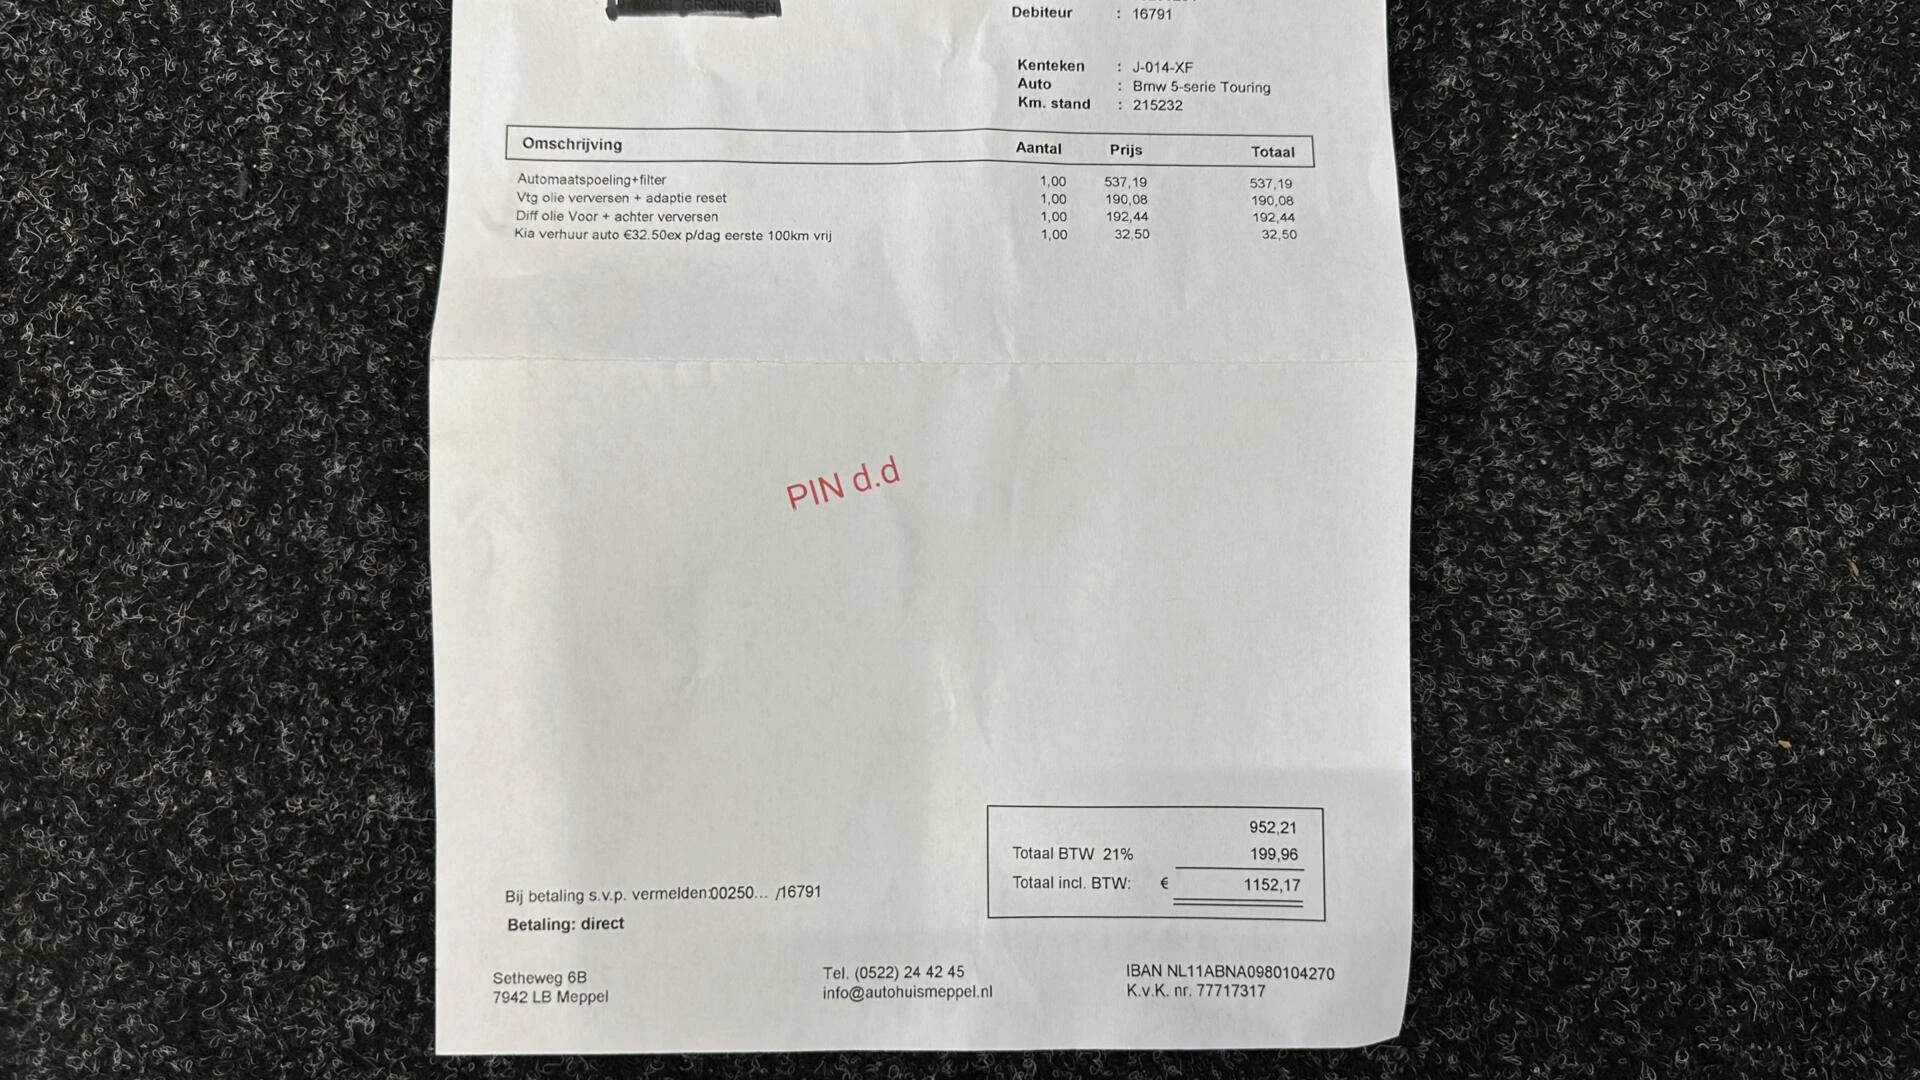 GRONINGEN
Debiteur : 16791
Kenteken : J-014-XF
Auto : Bmw 5-serie Touring
Km. stand : 215232
Omschrijving Aantal Prijs Totaal
Automaatspoeling+filter 1,00 537,19 537,19
Vtg olie verversen + adaptie reset 1,00 190,08 190,08
Diff olie Voor + achter verversen 1,00 192,44 192,44
Kia verhuur auto €32.50ex p/dag eerste 100km vrij 1,00 32,50 32,50
PIN d.d
952,21
Totaal BTW 21% 199,96
Totaal incl. BTW: € 1152,17
Bij betaling s.v.p. vermelden:00250... /16791
Betaling: direct
Setheweg 6B
7942 LB Meppel
Tel. (0522) 24 42 45
info@autohuismeppel.nl
IBAN NL11ABNA0980104270
K.v.K. nr. 77717317